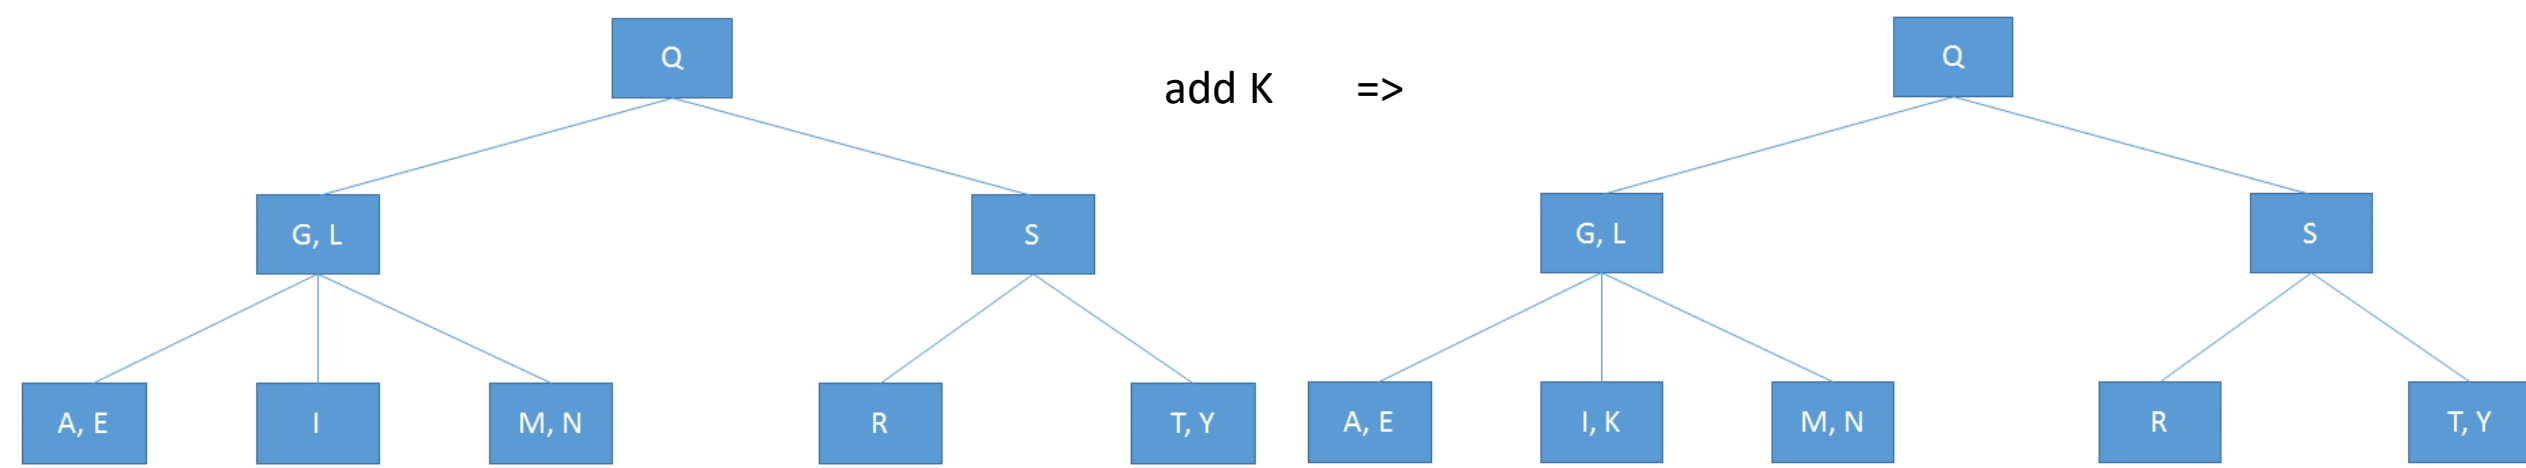 Q
G, L
S
A, E
I
M, N
R
T, Y
add K =>
Q
G, L
S
A, E
I, K
M, N
R
T, Y